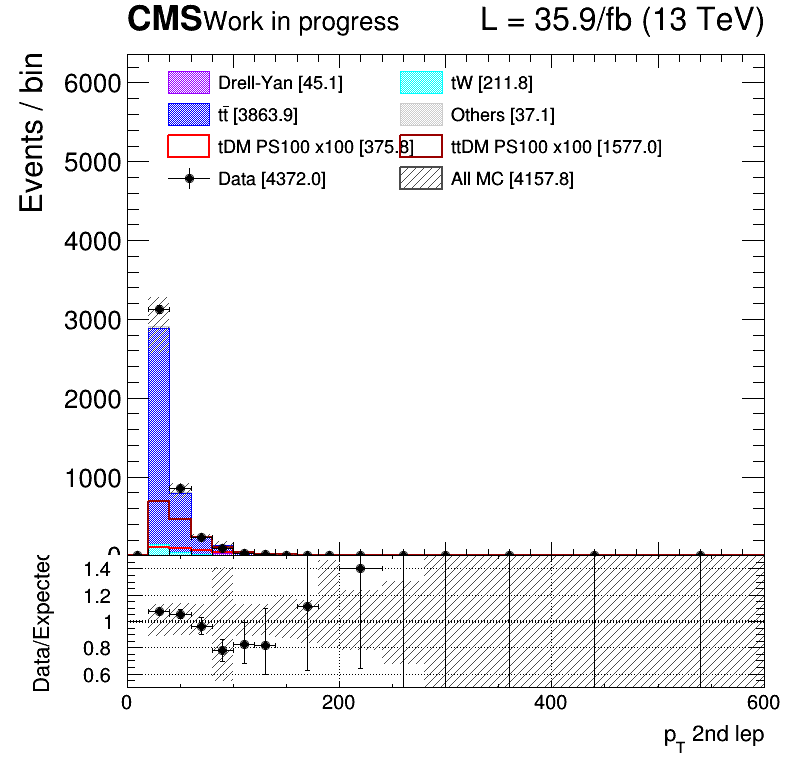 CMS Work in progress L = 35.9/fb (13 TeV)
Events / bin
6000
5000
4000
3000
2000
1000
0
Drell-Yan [45.1]
tW [211.8]
tt̄ [3863.9]
Others [37.1]
tDM PS100 x100 [375.8]
ttDM PS100 x100 [1577.0]
Data [4372.0]
All MC [4157.8]
Data/Expected
1.4
1.2
1
0.8
0.6
0 200 400 600
p_T 2nd lep